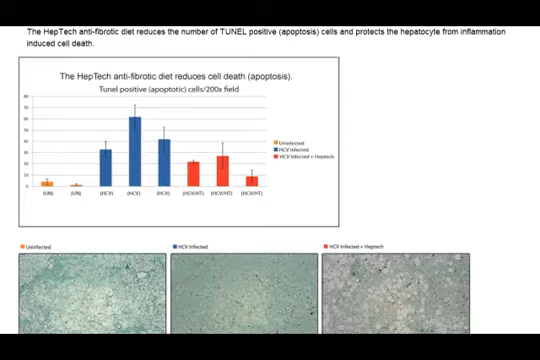 The HepTech anti-fibrotic diet reduces the number of TUNEL positive (apoptosis) cells and protects the hepatocyte from inflammation
induced cell death.
The HepTech anti-fibrotic diet reduces cell death (apoptosis).
Tunel positive (apoptotic) cells/200x field
80
70
60
50
40
30
20
10
0
(UN) (UN) (HCV) (HCV) (HCV) (HCV/HT) (HCV/HT) (HCV/HT)
Uninfected
HCV Infected
HCV Infected + Heptech
Uninfected
HCV Infected
HCV Infected + Heptech